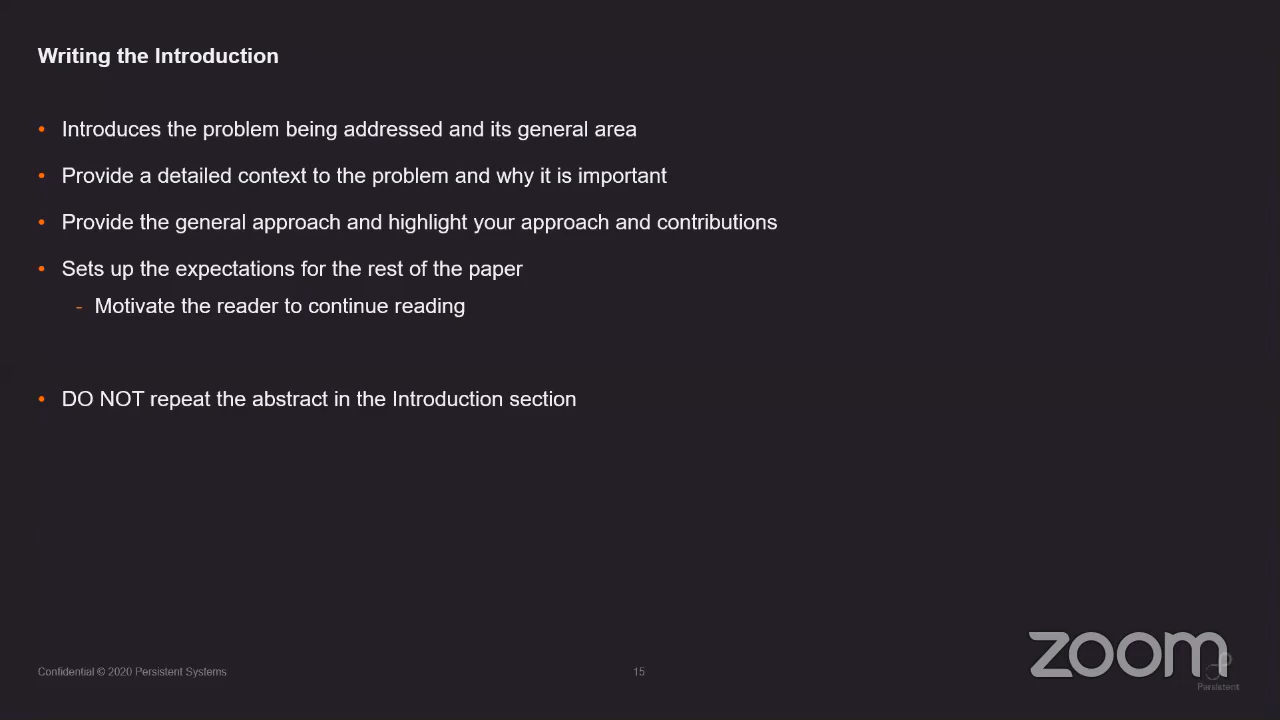 Writing the Introduction
• Introduces the problem being addressed and its general area
• Provide a detailed context to the problem and why it is important
• Provide the general approach and highlight your approach and contributions
• Sets up the expectations for the rest of the paper
- Motivate the reader to continue reading
• DO NOT repeat the abstract in the Introduction section
zoom
Confidential © 2020 Persistent Systems
15
Persistent